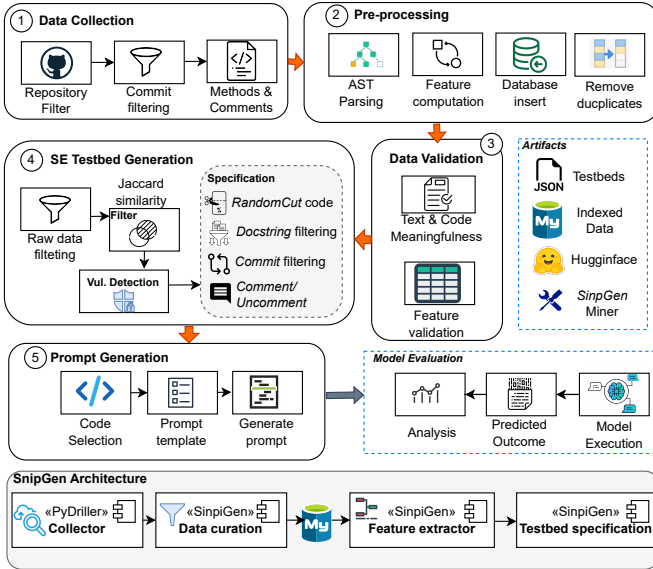 1 Data Collection
Repository
Filter
Commit
filtering
Methods &
Comments
2 Pre-processing
AST
Parsing
Feature
computation
Database
insert
Remove
ducplicates
3
Data Validation
Text & Code
Meaningfulness
Feature
validation
Artifacts
JSON
Testbeds
My
Indexed
Data
Hugginface
SinpGen
Miner
4 SE Testbed Generation
Raw data
filteting
Jaccard
similarity
Filter
Vul. Detection
Specification
RandomCut code
Docstring filtering
Commit filtering
Comment/
Uncomment
5 Prompt Generation
Code
Selection
Prompt
template
Generate
prompt
Model Evaluation
Analysis
Predicted
Outcome
Model
Execution
SnipGen Architecture
«PyDriller»
Collector
«SinpiGen»
Data curation
My
«SinpiGen»
Feature extractor
«SinpiGen»
Testbed specification